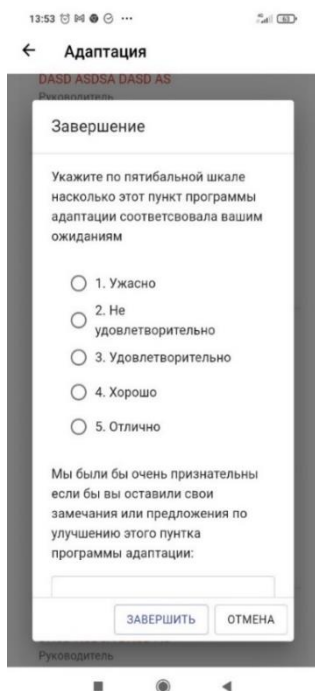 13:53
Адаптация
DASD ASDSA DASD AS
Руководитель
Завершение
Укажите по пятибальной шкале
насколько этот пункт программы
адаптации соответсвовала вашим
ожиданиям
1. Ужасно
2. Не
удовлетворительно
3. Удовлетворительно
4. Хорошо
5. Отлично
Мы были бы очень признательны
если бы вы оставили свои
замечания или предложения по
улучшению этого пунтка
программы адаптации:
ЗАВЕРШИТЬ ОТМЕНА
Руководитель